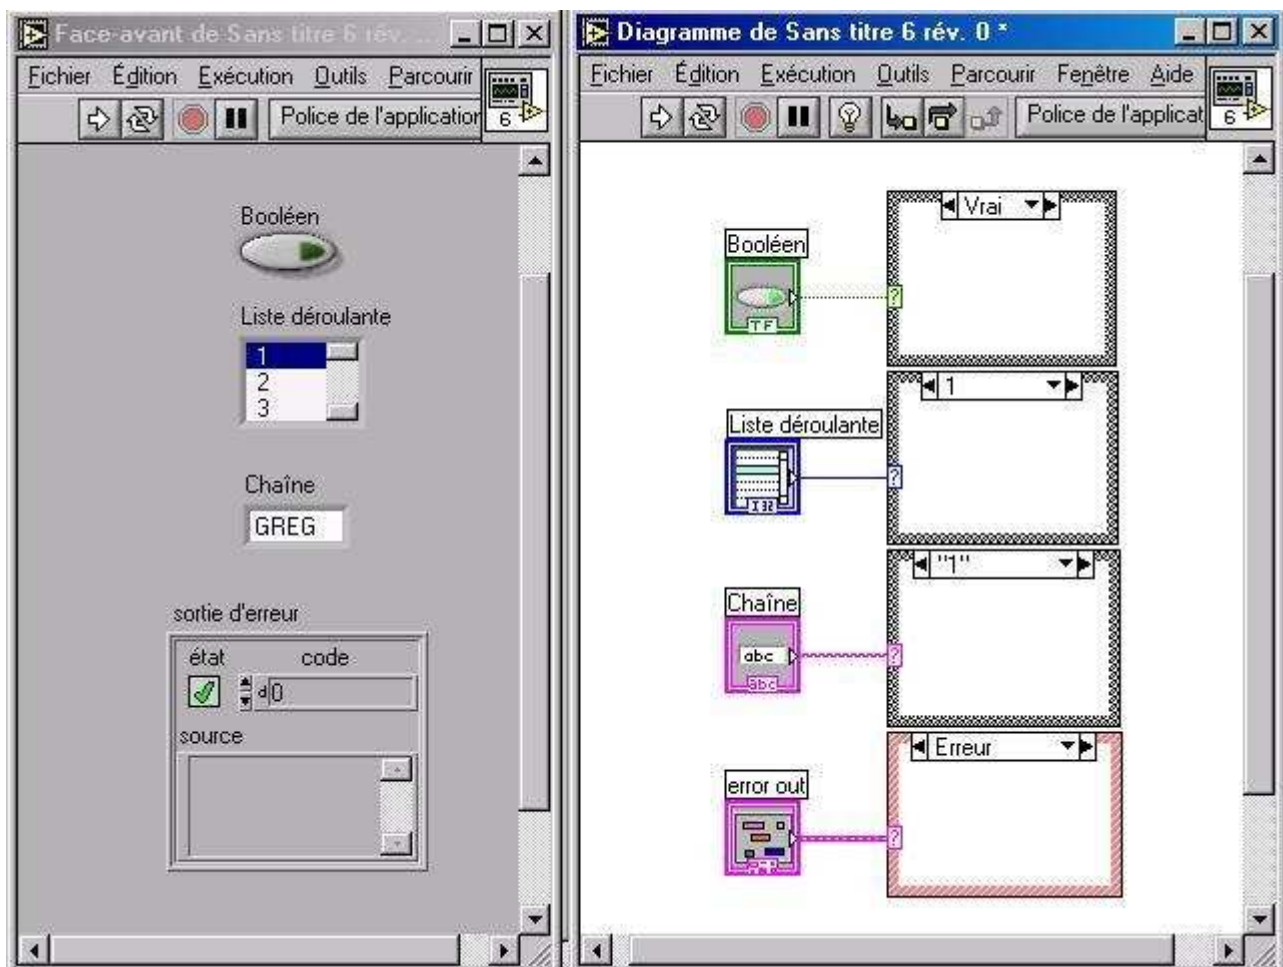 Face-avant de Sans titre 6 rév. ...
Fichier Édition Exécution Outils Parcourir
Police de l'application
6
Booléen
Liste déroulante
1
2
3
Chaîne
GREG
sortie d'erreur
état code
d 0
source
Diagramme de Sans titre 6 rév. 0 *
Fichier Édition Exécution Outils Parcourir Fenêtre Aide
Police de l'applicat
6
Vrai
Booléen
?
TF
1
Liste déroulante
?
I32
"1"
Chaîne
abc
?
abc
Erreur
error out
?